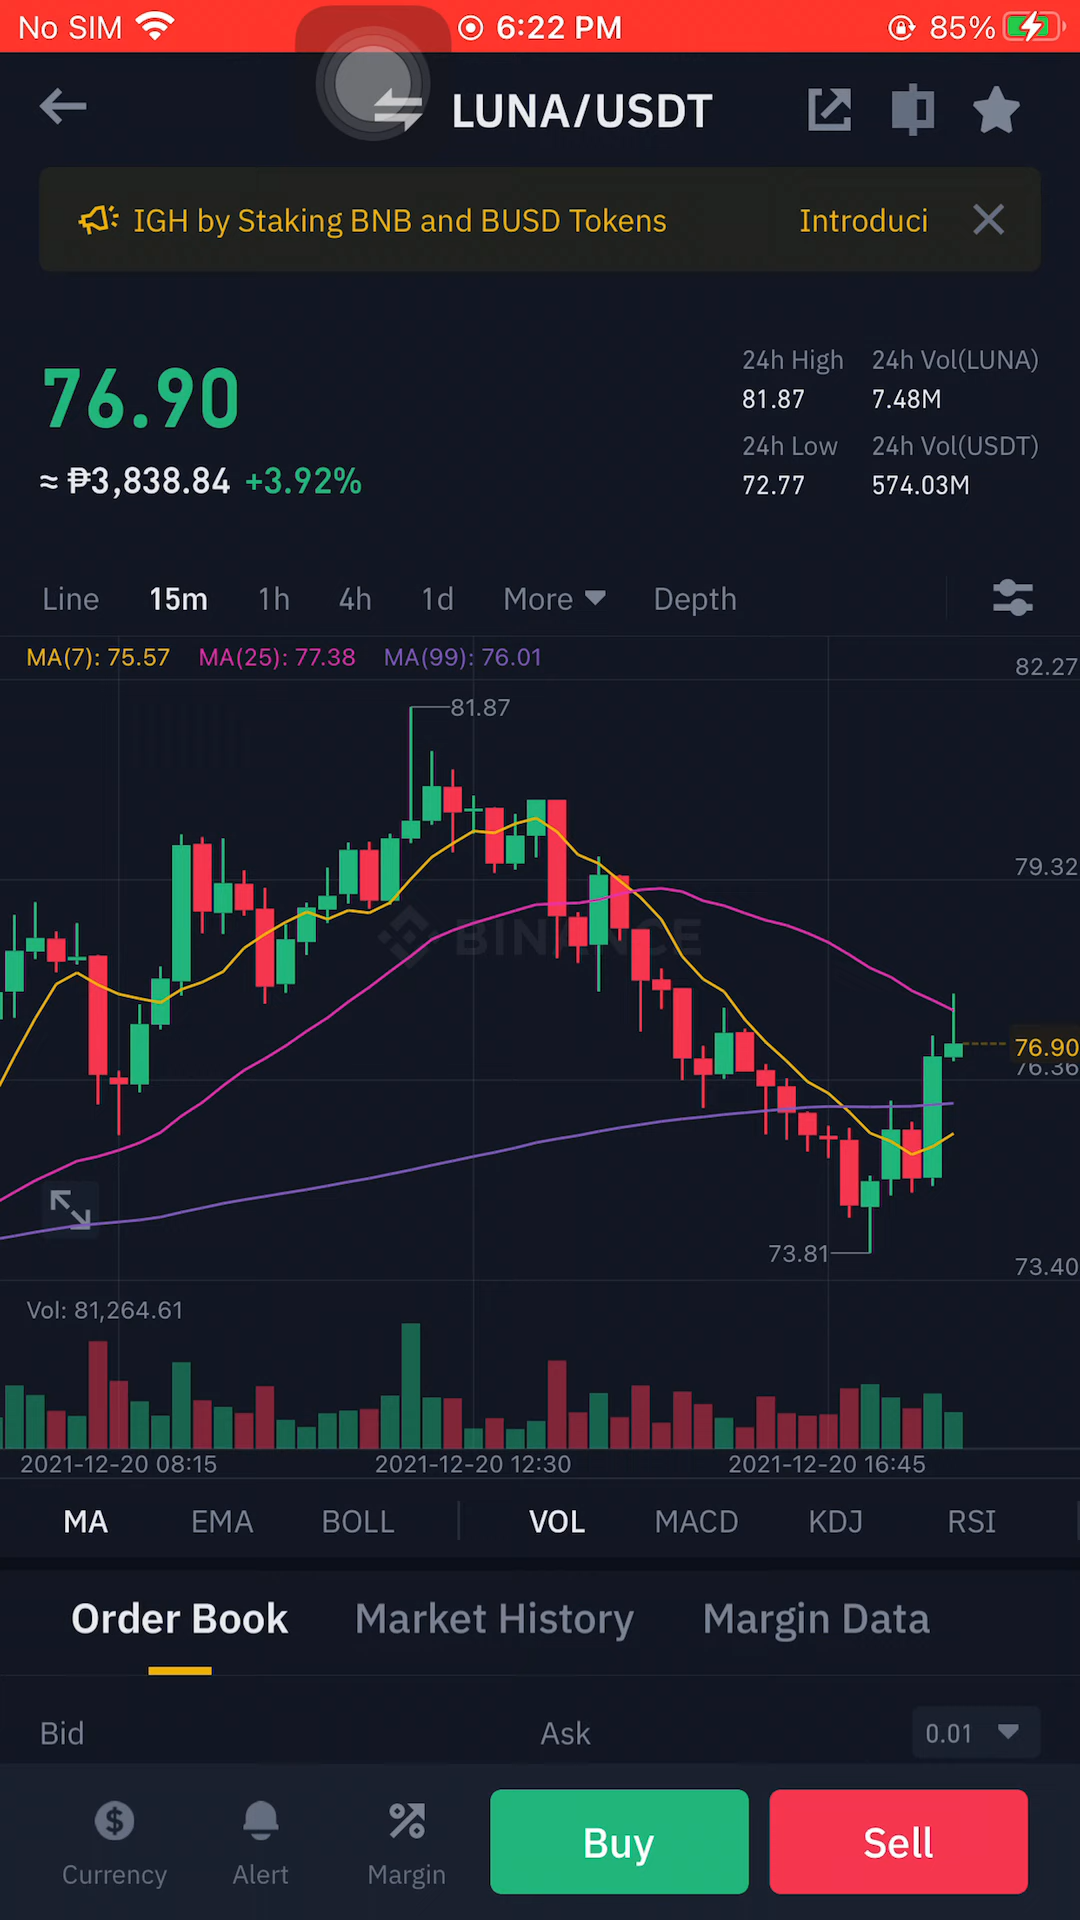 No SIM 6:22 PM 85%
LUNA/USDT
IGH by Staking BNB and BUSD Tokens Introduci
76.90
≈ ₱3,838.84 +3.92%
24h High 24h Vol(LUNA)
81.87 7.48M
24h Low 24h Vol(USDT)
72.77 574.03M
Line 15m 1h 4h 1d More Depth
MA(7): 75.57 MA(25): 77.38 MA(99): 76.01
82.27
81.87
79.32
BINANCE
76.90
76.36
73.81
73.40
Vol: 81,264.61
2021-12-20 08:15 2021-12-20 12:30 2021-12-20 16:45
MA EMA BOLL VOL MACD KDJ RSI
Order Book Market History Margin Data
Bid Ask 0.01
Currency Alert Margin Buy Sell